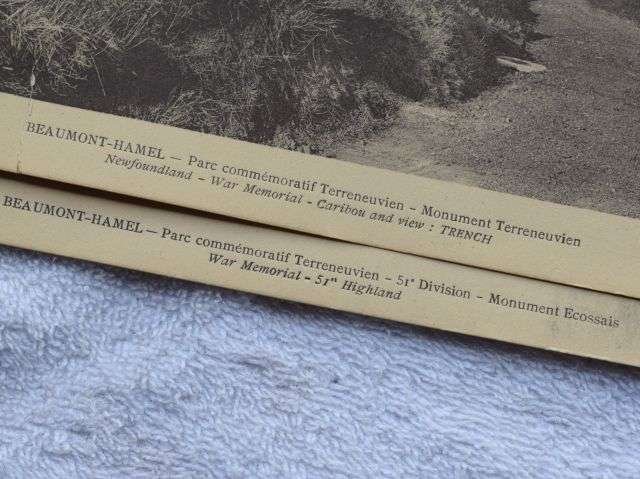 BEAUMONT-HAMEL — Parc commémoratif Terreneuvien - Monument Terreneuvien
Newfoundland - War Memorial - Caribou and view : TRENCH
BEAUMONT-HAMEL — Parc commémoratif Terreneuvien - 51e Division - Monument Ecossais
War Memorial - 51th Highland